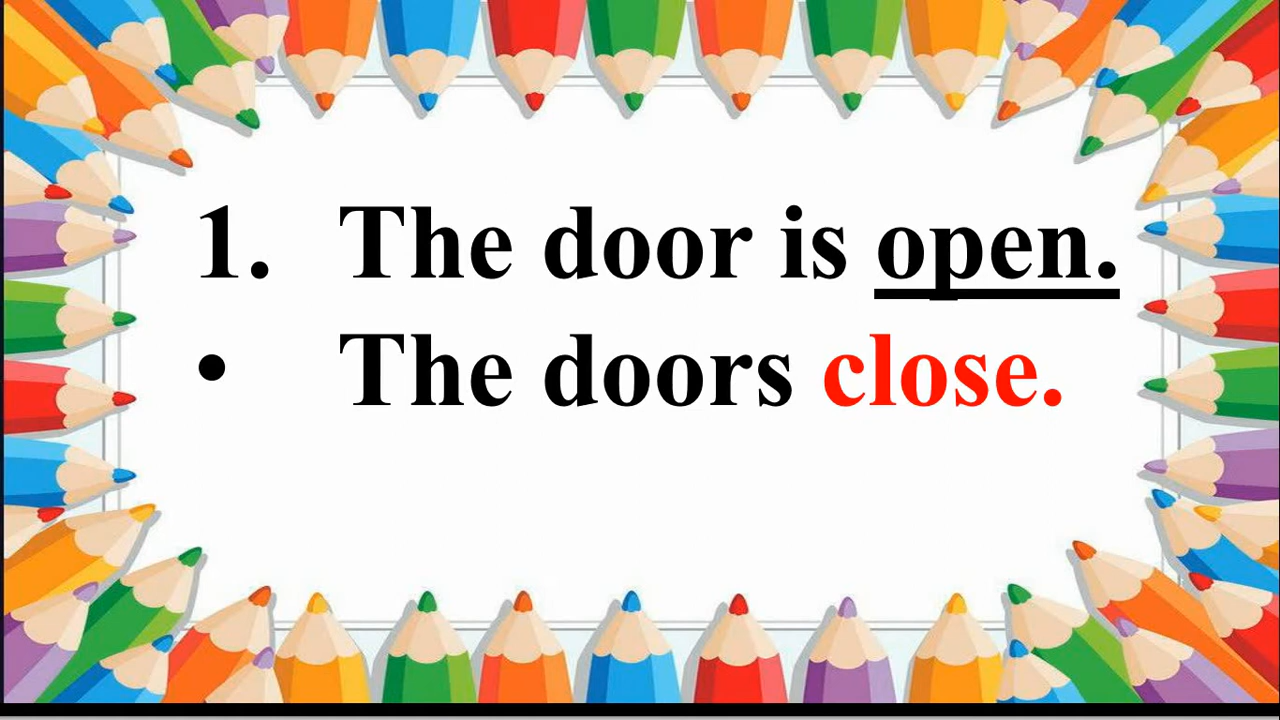 1. The door is open.
• The doors close.